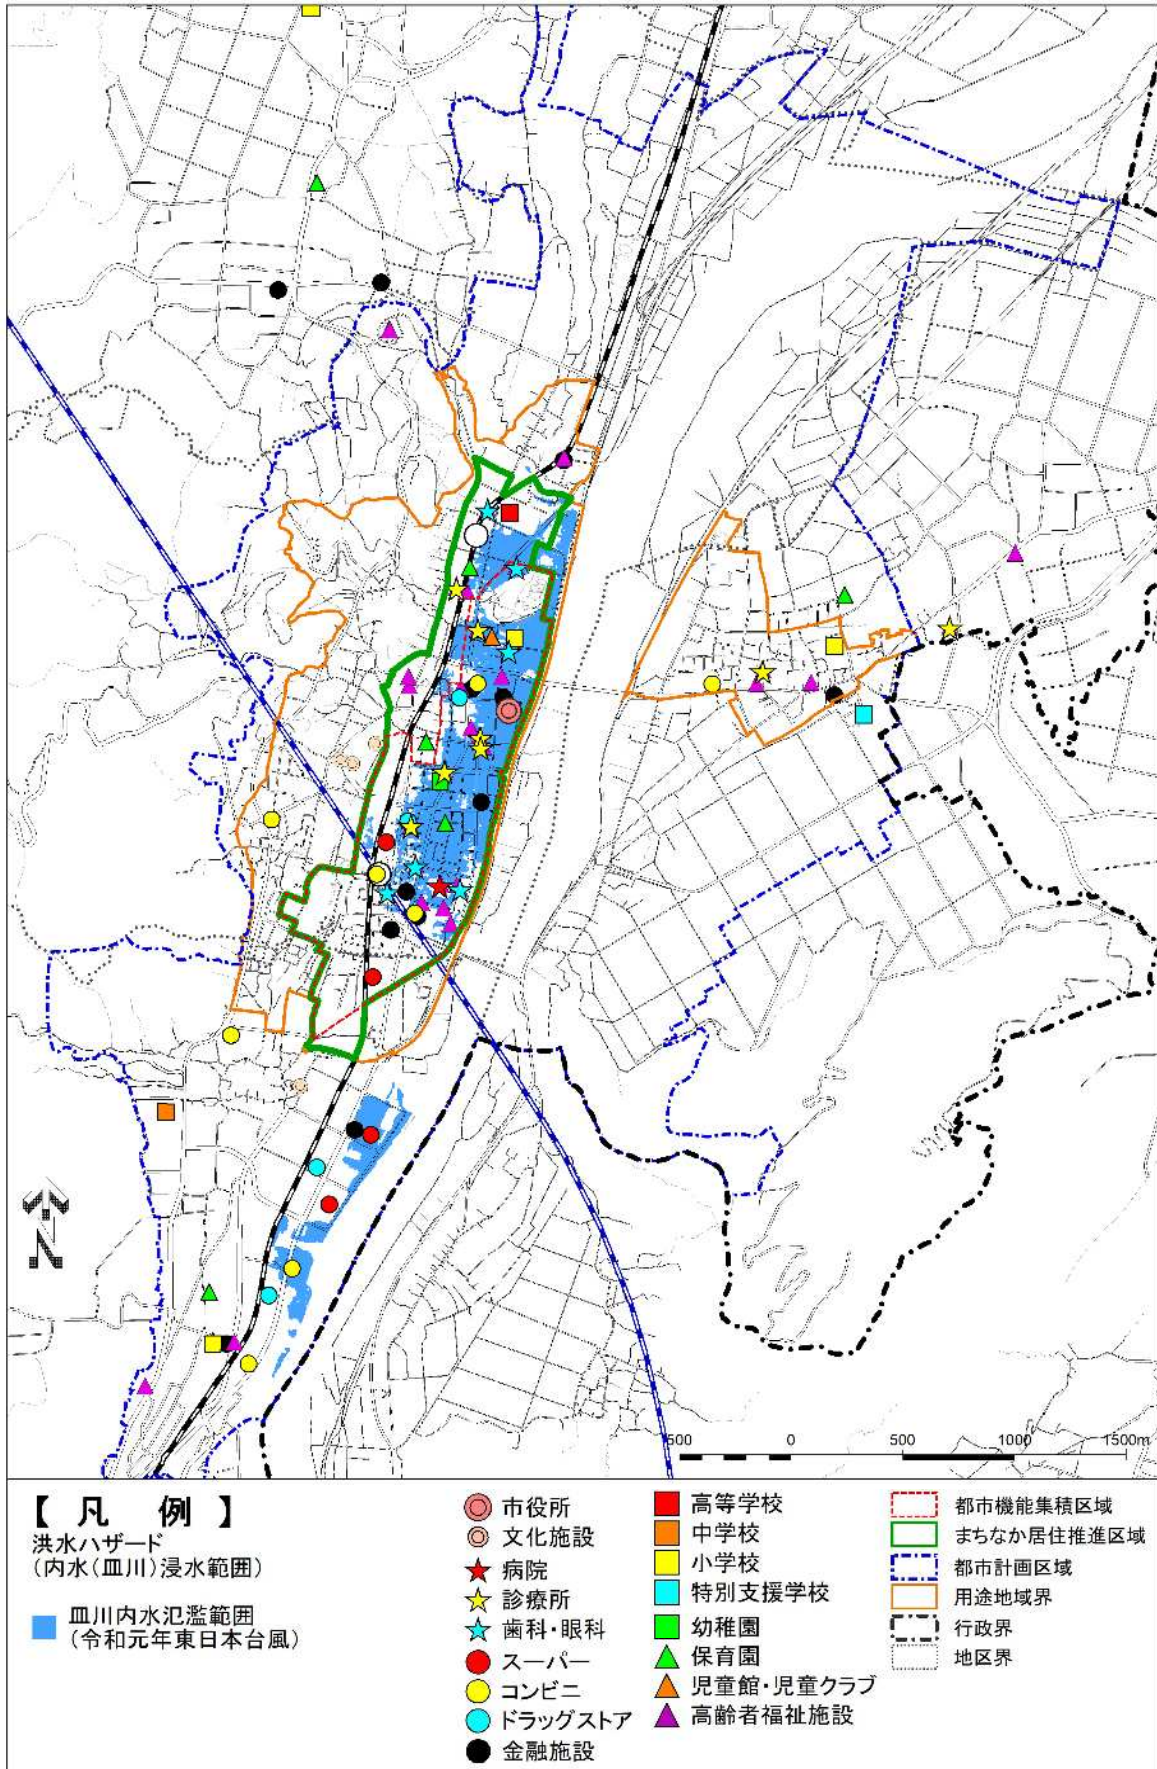 N
500 0 500 1000 1500m
【 凡 例 】
洪水ハザード
(内水(皿川)浸水範囲)
皿川内水氾濫範囲
(令和元年東日本台風)
市役所
文化施設
病院
診療所
歯科・眼科
スーパー
コンビニ
ドラッグストア
金融施設
高等学校
中学校
小学校
特別支援学校
幼稚園
保育園
児童館・児童クラブ
高齢者福祉施設
都市機能集積区域
まちなか居住推進区域
都市計画区域
用途地域界
行政界
地区界